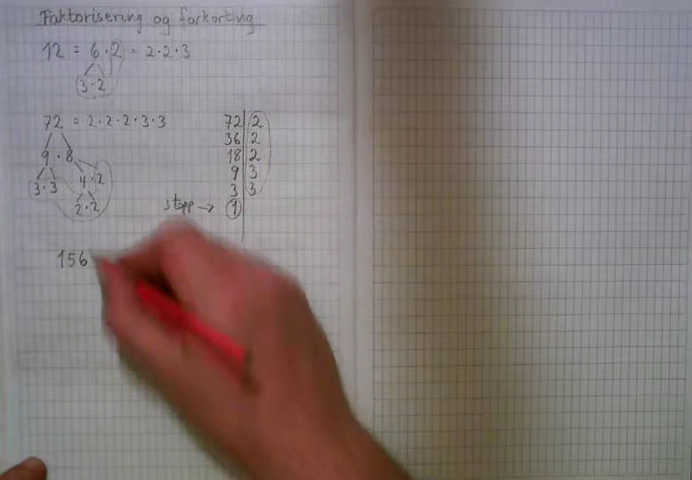 Faktorisering og forkorting
12 = 6 · 2 = 2 · 2 · 3
3 · 2
72 = 2 · 2 · 2 · 3 · 3
9 · 8
3 · 3 4 · 2
2 · 2
72 2
36 2
18 2
9 3
3 3
stopp → 1
156